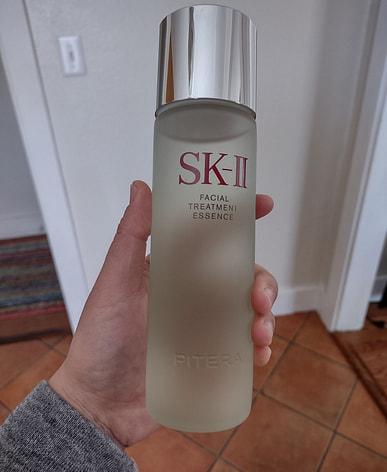 SK-II
FACIAL
TREATMENT
ESSENCE
PITERA